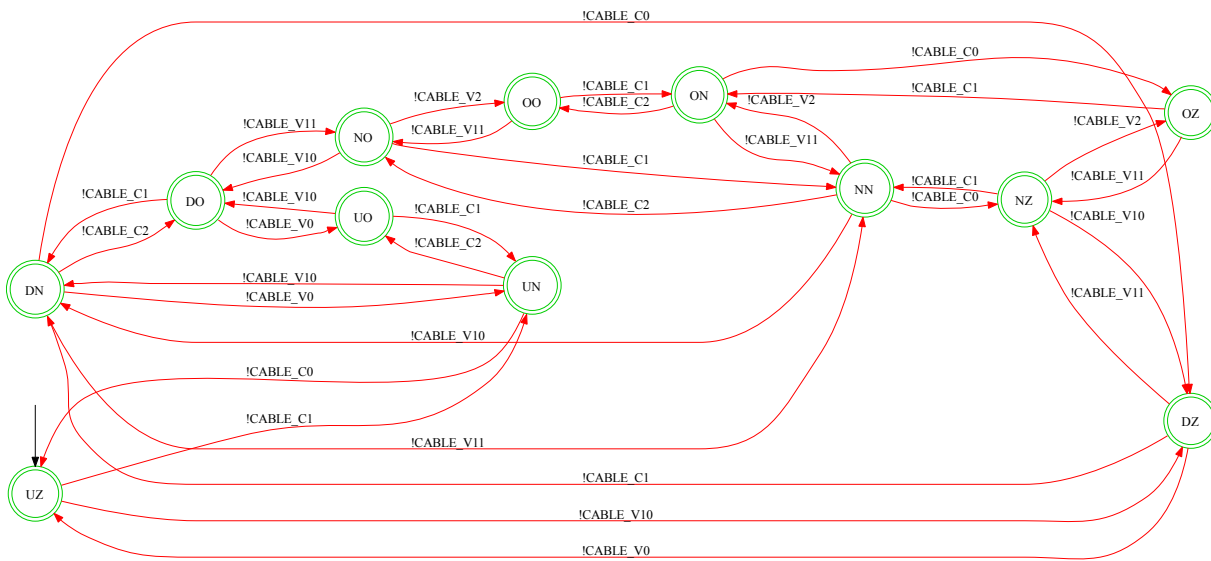 !CABLE_C0
!CABLE_C0
!CABLE_C1
!CABLE_V2
OO
ON
!CABLE_C1
!CABLE_C2
!CABLE_V2
OZ
!CABLE_V11
NO
!CABLE_V11
!CABLE_V2
!CABLE_V11
!CABLE_V10
!CABLE_C1
!CABLE_V11
!CABLE_C1
DO
!CABLE_V10
UO
!CABLE_C1
!CABLE_C2
NN
!CABLE_C1
!CABLE_C0
NZ
!CABLE_V10
!CABLE_C2
!CABLE_V0
!CABLE_C2
DN
!CABLE_V10
!CABLE_V0
UN
!CABLE_V11
!CABLE_V10
!CABLE_C0
!CABLE_C1
!CABLE_V11
DZ
!CABLE_C1
UZ
!CABLE_V10
!CABLE_V0